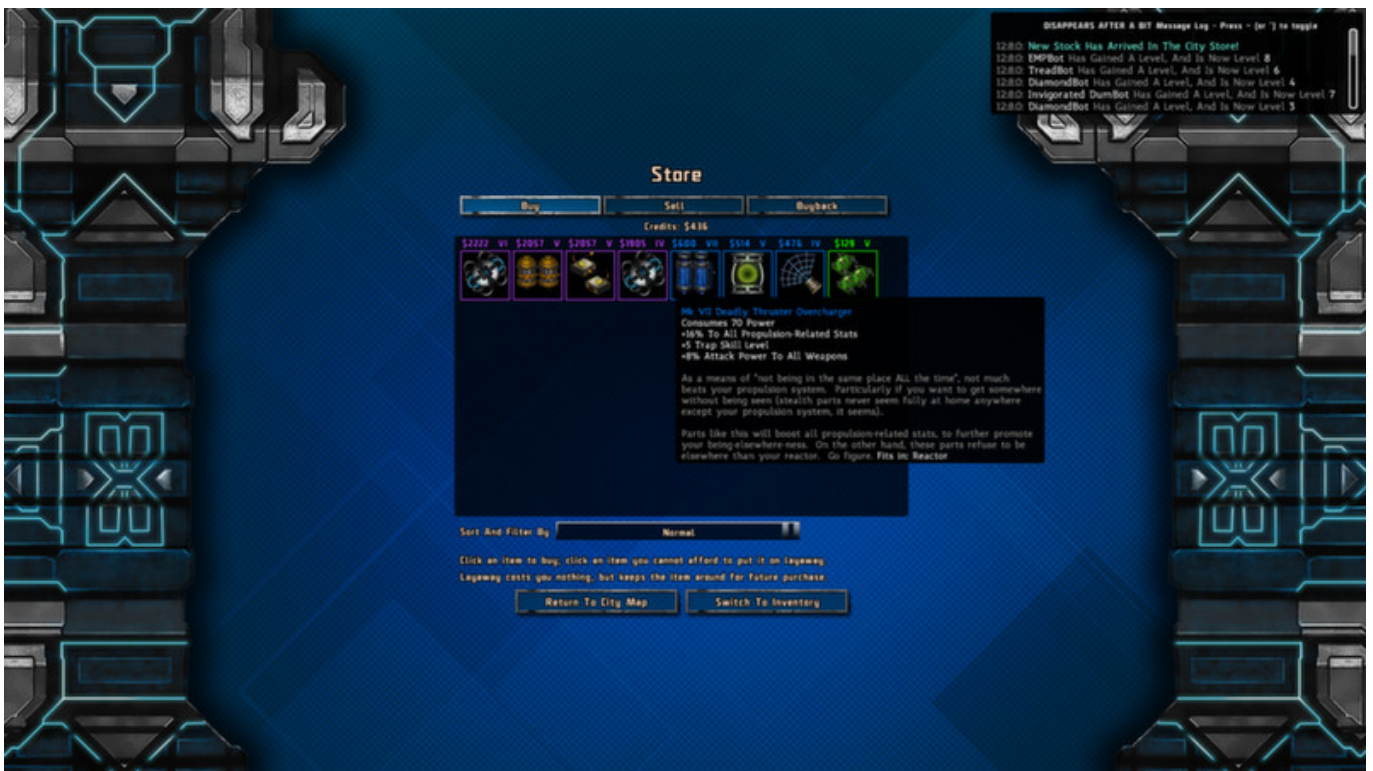 DISAPPEARS AFTER A BIT Message Log - Press ~ (or `) to toggle
12:8:0: New Stock Has Arrived In The City Store!
12:8:0: EMPBot Has Gained A Level, And Is Now Level 8
12:8:0: TreadBot Has Gained A Level, And Is Now Level 6
12:8:0: DiamondBot Has Gained A Level, And Is Now Level 4
12:8:0: Invigorated DumBot Has Gained A Level, And Is Now Level 7
12:8:0: DiamondBot Has Gained A Level, And Is Now Level 3
Store
Buy Sell Buyback
Credits: $436
$2222 VI $2057 V $2057 V $1905 IV $600 VII $514 V $476 IV $129 V
Mk VII Deadly Thruster Overcharger
Consumes 70 Power
+16% To All Propulsion-Related Stats
+5 Trap Skill Level
+8% Attack Power To All Weapons
As a means of "not being in the same place ALL the time", not much
beats your propulsion system. Particularly if you want to get somewhere
without being seen (stealth parts never seem fully at home anywhere
except your propulsion system, it seems).
Parts like this will boost all propulsion-related stats, to further promote
your being-elsewhere-ness. On the other hand, these parts refuse to be
elsewhere than your reactor. Go figure. Fits in: Reactor
Sort And Filter By Normal
Click an item to buy; click an item you cannot afford to put it on layaway.
Layaway costs you nothing, but keeps the item around for future purchase.
Return To City Map Switch To Inventory